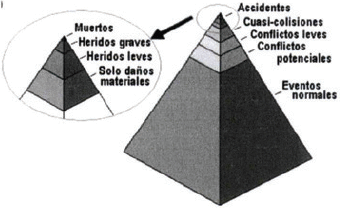 Muertos
Heridos graves
Heridos leves
Solo daños
materiales
Accidentes
Cuasi-colisiones
Conflictos leves
Conflictos
potenciales
Eventos
normales